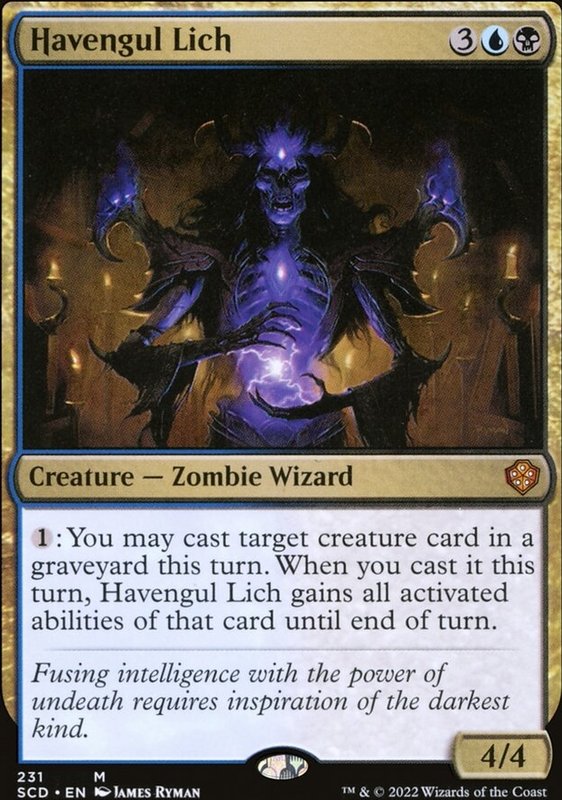 Havengul Lich 3
Creature — Zombie Wizard
1: You may cast target creature card in a
graveyard this turn. When you cast it this
turn, Havengul Lich gains all activated
abilities of that card until end of turn.
Fusing intelligence with the power of
undeath requires inspiration of the darkest
kind.
4/4
231 M
SCD • EN James Ryman
™ & © 2022 Wizards of the Coast